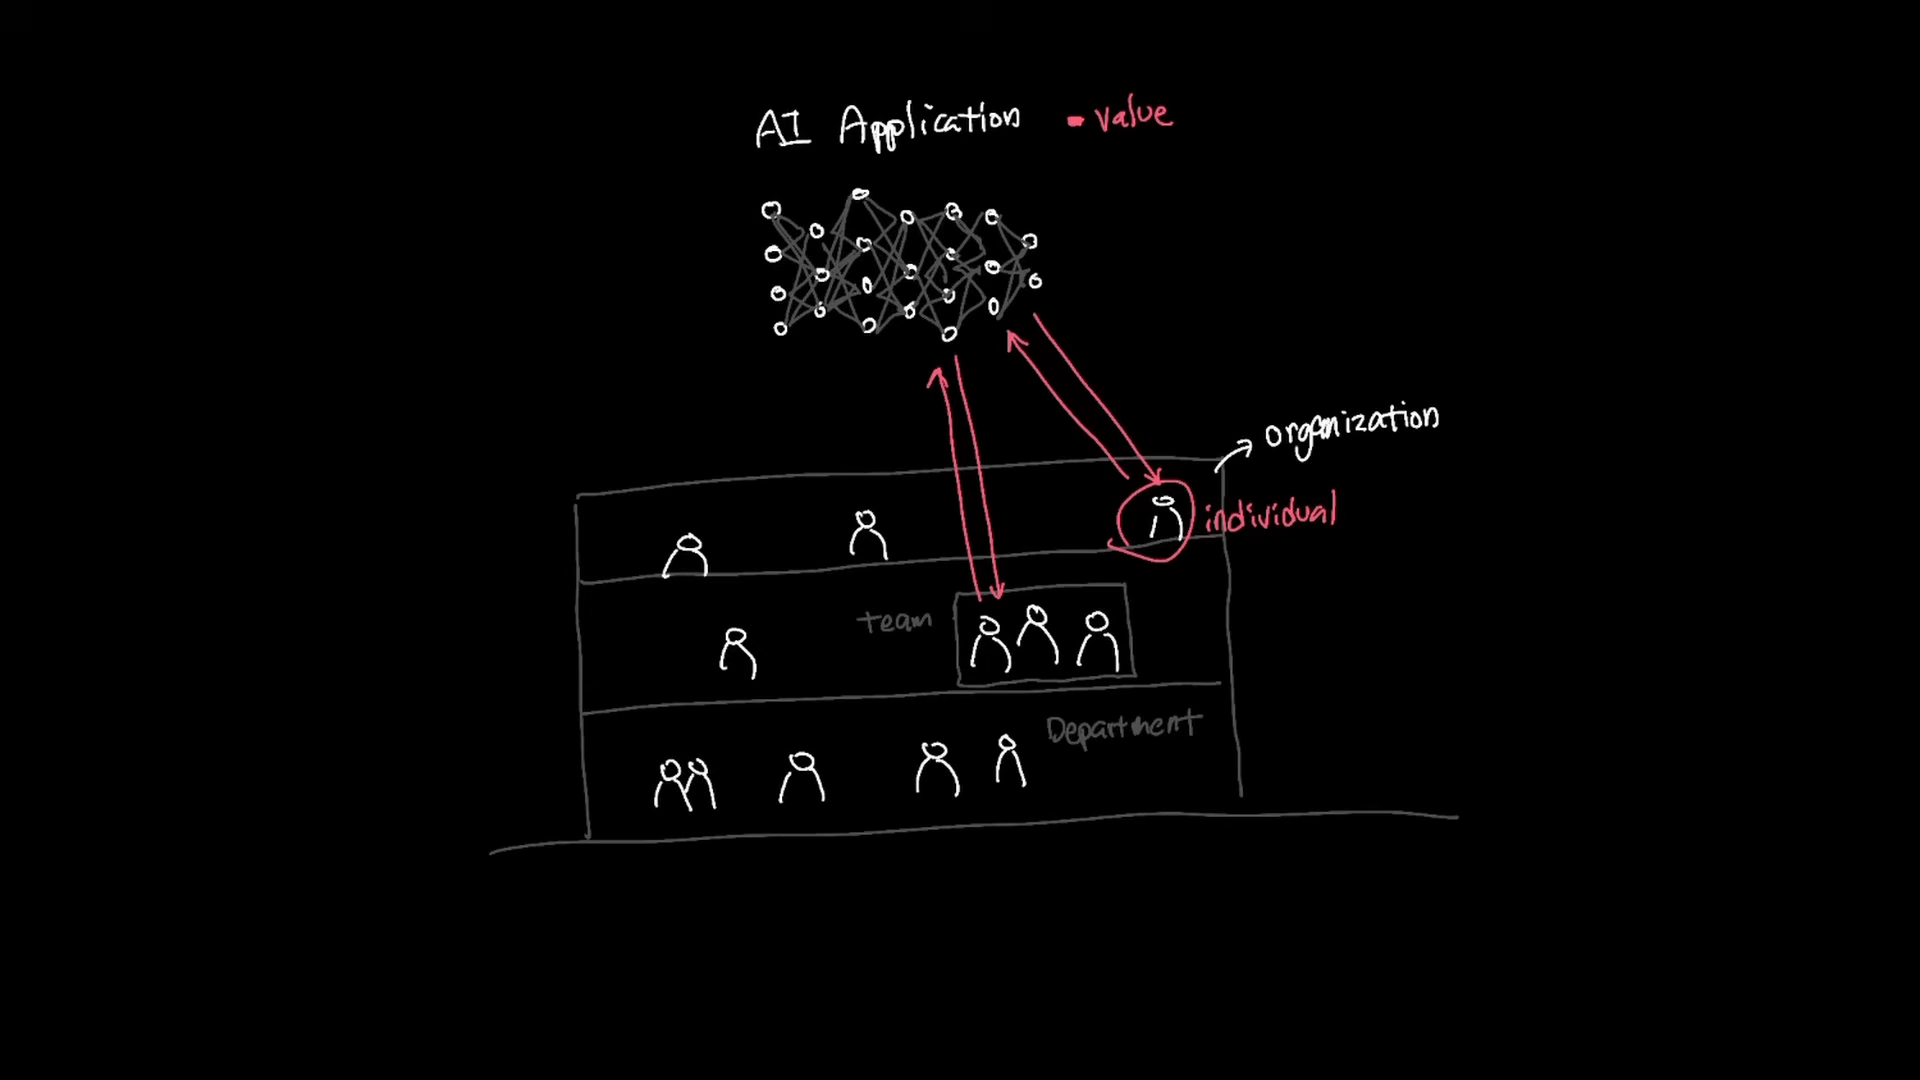 AI Application - value
organization
individual
team
Department